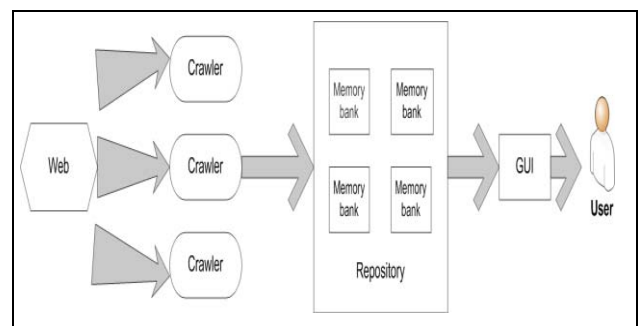 Web
Crawler
Crawler
Crawler
Memory
bank
Memory
bank
Memory
bank
Memory
bank
Repository
GUI
User